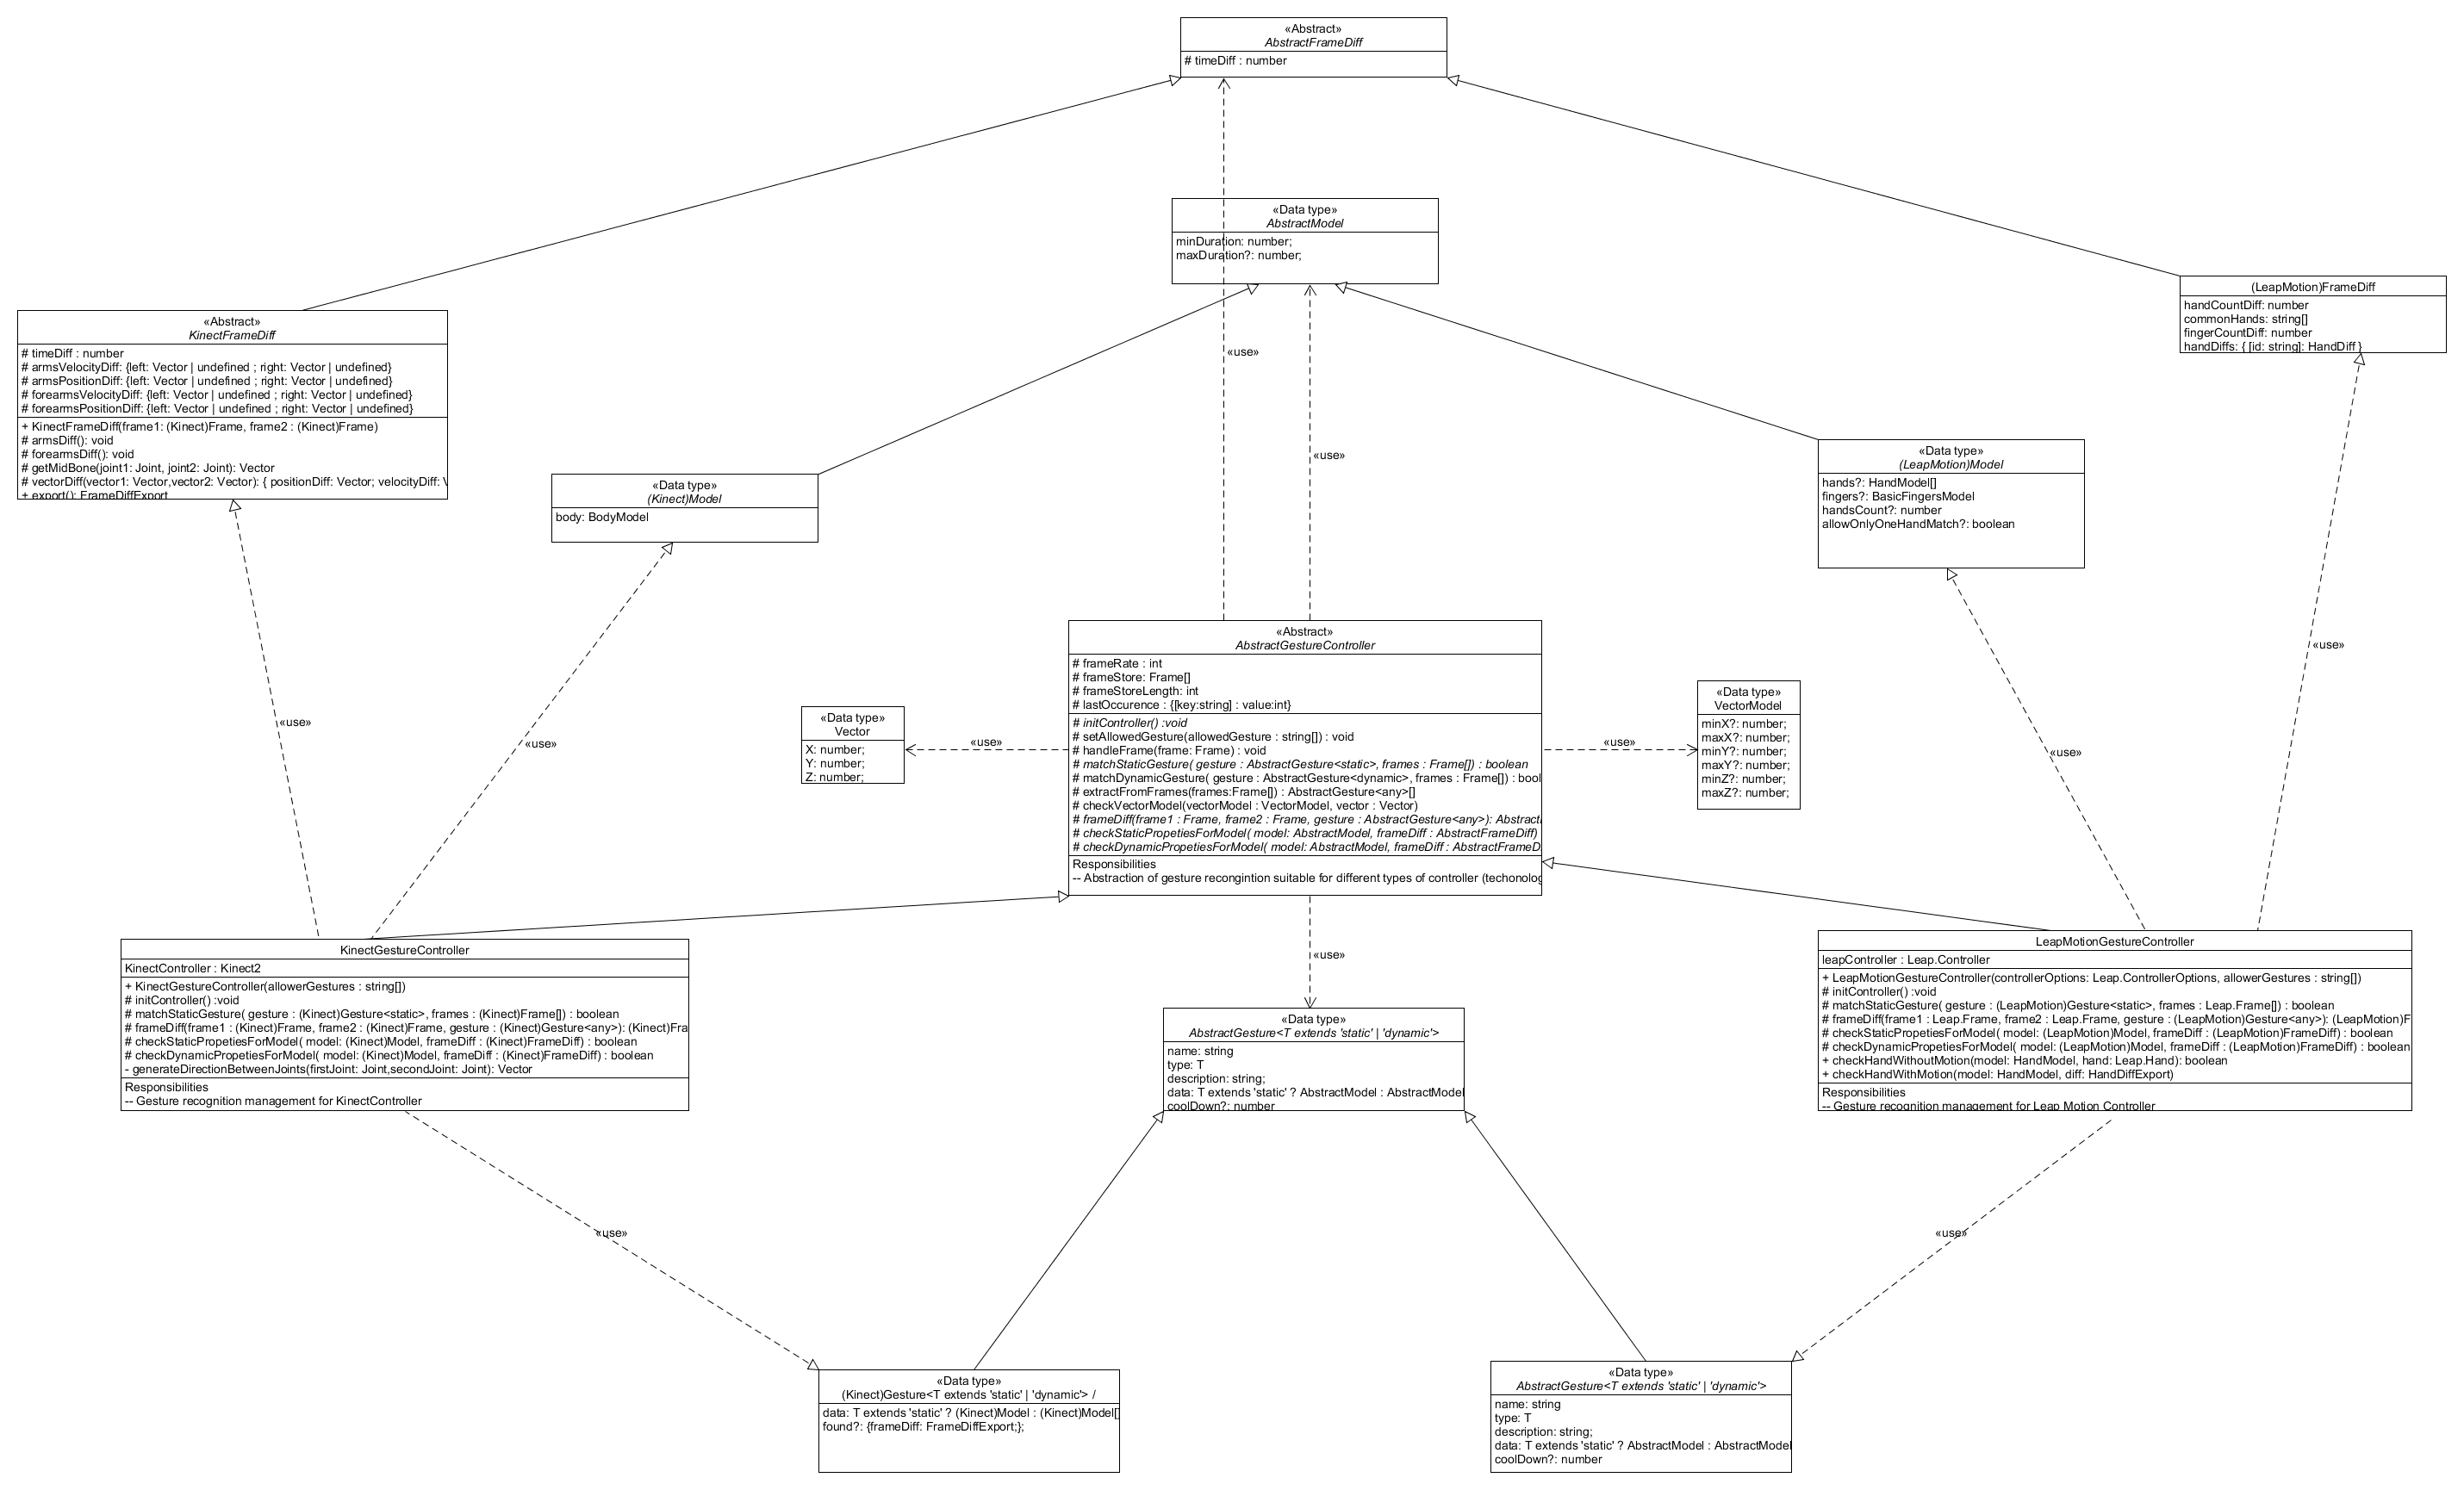 «Abstract»
AbstractFrameDiff
# timeDiff : number
«Data type»
AbstractModel
minDuration: number;
maxDuration?: number;
(LeapMotion)FrameDiff
handCountDiff: number
commonHands: string[]
fingerCountDiff: number
handDiffs: { [id: string]: HandDiff }
«Abstract»
KinectFrameDiff
# timeDiff : number
# armsVelocityDiff: {left: Vector | undefined ; right: Vector | undefined}
# armsPositionDiff: {left: Vector | undefined ; right: Vector | undefined}
# forearmsVelocityDiff: {left: Vector | undefined ; right: Vector | undefined}
# forearmsPositionDiff: {left: Vector | undefined ; right: Vector | undefined}
+ KinectFrameDiff(frame1: (Kinect)Frame, frame2 : (Kinect)Frame)
# armsDiff(): void
# forearmsDiff(): void
# getMidBone(joint1: Joint, joint2: Joint): Vector
# vectorDiff(vector1: Vector,vector2: Vector): { positionDiff: Vector; velocityDiff:
+ export(): FrameDiffExport
«use»
«use»
«Data type»
(Kinect)Model
body: BodyModel
«Data type»
(LeapMotion)Model
hands?: HandModel[]
fingers?: BasicFingersModel
handsCount?: number
allowOnlyOneHandMatch?: boolean
«use»
«use»
«use»
«use»
«Abstract»
AbstractGestureController
# frameRate : int
# frameStore: Frame[]
# frameStoreLength: int
# lastOccurence : {[key:string] : value:int}
# initController() :void
# setAllowedGesture(allowedGesture : string[]) : void
# handleFrame(frame: Frame) : void
# matchStaticGesture( gesture : AbstractGesture<static>, frames : Frame[]) : boolean
# matchDynamicGesture( gesture : AbstractGesture<dynamic>, frames : Frame[]) : bool
# extractFromFrames(frames:Frame[]) : AbstractGesture<any>[]
# checkVectorModel(vectorModel : VectorModel, vector : Vector)
# frameDiff(frame1 : Frame, frame2 : Frame, gesture : AbstractGesture<any>): Abstract
# checkStaticPropetiesForModel( model: AbstractModel, frameDiff : AbstractFrameDiff)
# checkDynamicPropetiesForModel( model: AbstractModel, frameDiff : AbstractFrameD
Responsibilities
-- Abstraction of gesture recongintion suitable for different types of controller (techonolog
«Data type»
Vector
X: number;
Y: number;
Z: number;
«use»
«use»
«Data type»
VectorModel
minX?: number;
maxX?: number;
minY?: number;
maxY?: number;
minZ?: number;
maxZ?: number;
KinectGestureController
KinectController : Kinect2
+ KinectGestureController(allowerGestures : string[])
# initController() :void
# matchStaticGesture( gesture : (Kinect)Gesture<static>, frames : (Kinect)Frame[]) : boolean
# frameDiff(frame1 : (Kinect)Frame, frame2 : (Kinect)Frame, gesture : (Kinect)Gesture<any>): (Kinect)Fra
# checkStaticPropetiesForModel( model: (Kinect)Model, frameDiff : (Kinect)FrameDiff) : boolean
# checkDynamicPropetiesForModel( model: (Kinect)Model, frameDiff : (Kinect)FrameDiff) : boolean
- generateDirectionBetweenJoints(firstJoint: Joint,secondJoint: Joint): Vector
Responsibilities
-- Gesture recognition management for KinectController
«use»
LeapMotionGestureController
leapController : Leap.Controller
+ LeapMotionGestureController(controllerOptions: Leap.ControllerOptions, allowerGestures : string[])
# initController() :void
# matchStaticGesture( gesture : (LeapMotion)Gesture<static>, frames : Leap.Frame[]) : boolean
# frameDiff(frame1 : Leap.Frame, frame2 : Leap.Frame, gesture : (LeapMotion)Gesture<any>): (LeapMotion)F
# checkStaticPropetiesForModel( model: (LeapMotion)Model, frameDiff : (LeapMotion)FrameDiff) : boolean
# checkDynamicPropetiesForModel( model: (LeapMotion)Model, frameDiff : (LeapMotion)FrameDiff) : boolean
+ checkHandWithoutMotion(model: HandModel, hand: Leap.Hand): boolean
+ checkHandWithMotion(model: HandModel, diff: HandDiffExport)
Responsibilities
-- Gesture recognition management for Leap Motion Controller
«Data type»
AbstractGesture<T extends 'static' | 'dynamic'>
name: string
type: T
description: string;
data: T extends 'static' ? AbstractModel : AbstractModel
coolDown?: number
«use»
«use»
«Data type»
(Kinect)Gesture<T extends 'static' | 'dynamic'> /
data: T extends 'static' ? (Kinect)Model : (Kinect)Model[]
found?: {frameDiff: FrameDiffExport;};
«Data type»
AbstractGesture<T extends 'static' | 'dynamic'>
name: string
type: T
description: string;
data: T extends 'static' ? AbstractModel : AbstractModel
coolDown?: number